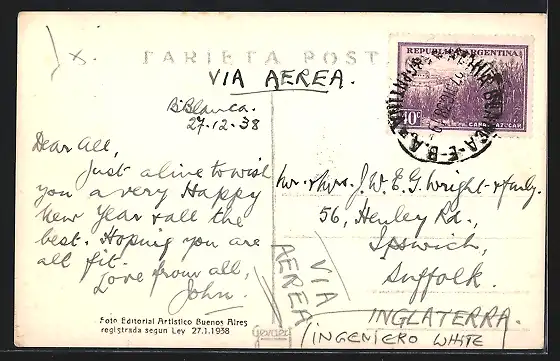 TARJETA POST
VIA AEREA.
B. Blanca.
27-12-38
Dear all,
Just a line to wish
you a very Happy
New Year & all the
best. Hoping you are
all fit.
Love from all,
John.
Foto Editorial Artistico Buenos Aires
registrada segun Ley 27.1.1938
REPUBLICA ARGENTINA
40c
CAÑA AZUCAR
Mr. & Mrs. J.W.E.G. Wright & family.
56, Henley Rd.,
Ipswich,
Suffolk.
INGLATERRA.
VIA
AEREA
INGENIERO WHITE